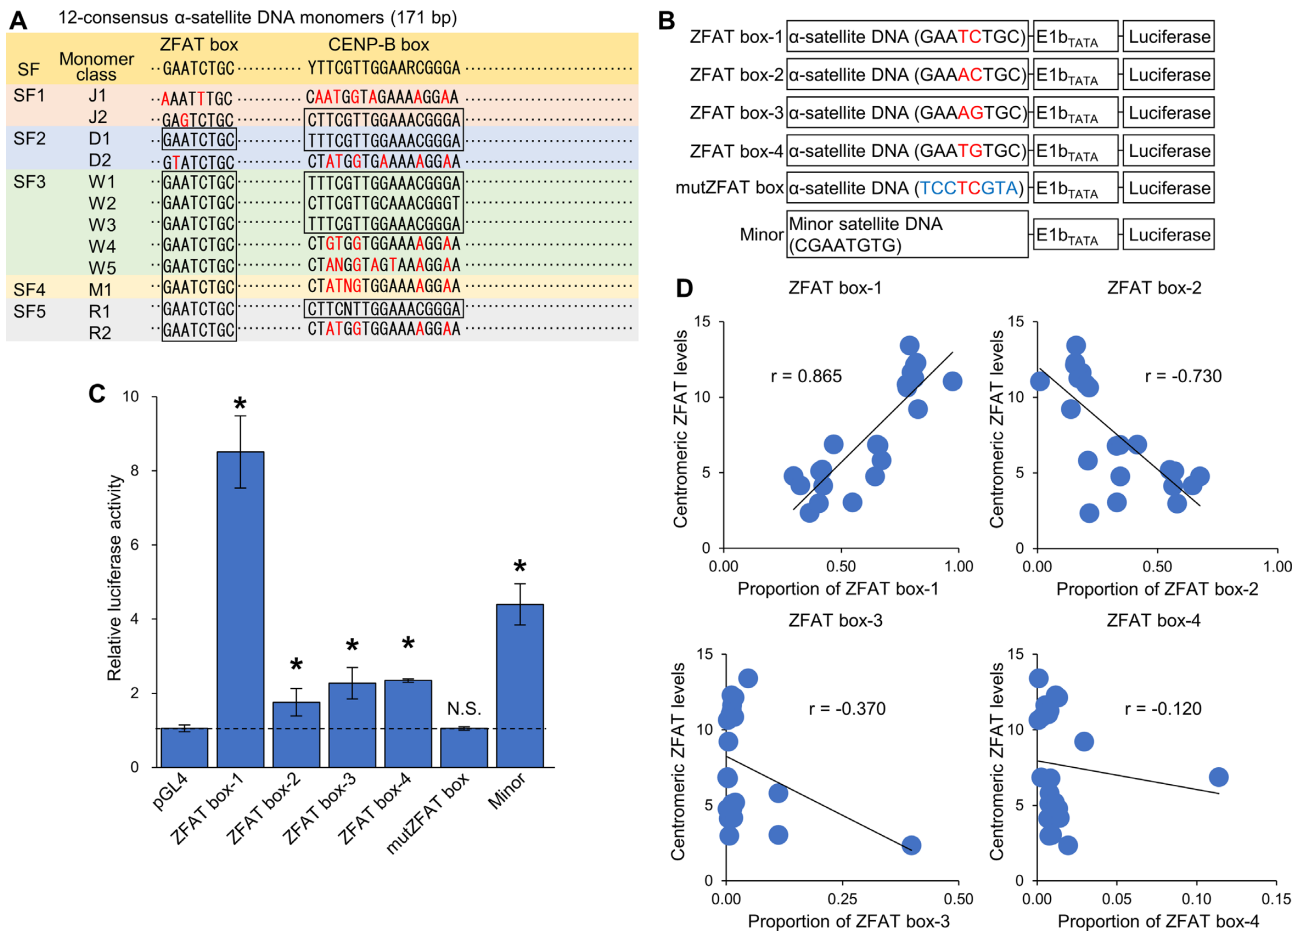 A
12-consensus α-satellite DNA monomers (171 bp)
SF
Monomer class
ZFAT box
CENP-B box
··GAATCTGC············YTTCGTTGGAARCGGGA···························
SF1
J1
··AAATTTGC············CAATGGTAGAAAAGGAA···························
J2
··GAGTCTGC············CTTCGTTGGAAACGGGA···························
SF2
D1
··GAATCTGC············TTTCGTTGGAAACGGGA···························
D2
··GTATCTGC············CTATGGTGAAAAAGGAA···························
SF3
W1
··GAATCTGC············TTTCGTTGGAAACGGGA···························
W2
··GAATCTGC············CTTCGTTGCAAACGGGT···························
W3
··GAATCTGC············TTTCGTTGGAAACGGGA···························
W4
··GAATCTGC············CTGTGGTGGAAAAGGAA···························
W5
··GAATCTGC············CTANGGTAGTAAAGGAA···························
SF4
M1
··GAATCTGC············CTATNGTGGAAAAGGAA···························
SF5
R1
··GAATCTGC············CTTCNTTGGAAACGGGA···························
R2
··GAATCTGC············CTATGGTGGAAAAGGAA···························
B
ZFAT box-1 α-satellite DNA (GAATCTGC) E1bTATA Luciferase
ZFAT box-2 α-satellite DNA (GAAACTGC) E1bTATA Luciferase
ZFAT box-3 α-satellite DNA (GAAAGTGC) E1bTATA Luciferase
ZFAT box-4 α-satellite DNA (GAATGTGC) E1bTATA Luciferase
mutZFAT box α-satellite DNA (TCCTCGTA) E1bTATA Luciferase
Minor Minor satellite DNA (CGAATGTG) E1bTATA Luciferase
C
Relative luciferase activity
10
8
6
4
2
0
*
*
*
*
N.S.
*
pGL4
ZFAT box-1
ZFAT box-2
ZFAT box-3
ZFAT box-4
mutZFAT box
Minor
D
ZFAT box-1
Centromeric ZFAT levels
15
10
5
0
r = 0.865
0.00 0.50 1.00
Proportion of ZFAT box-1
ZFAT box-2
Centromeric ZFAT levels
15
10
5
0
r = -0.730
0.00 0.50 1.00
Proportion of ZFAT box-2
ZFAT box-3
Centromeric ZFAT levels
15
10
5
0
r = -0.370
0.00 0.25 0.50
Proportion of ZFAT box-3
ZFAT box-4
Centromeric ZFAT levels
15
10
5
0
r = -0.120
0.00 0.05 0.10 0.15
Proportion of ZFAT box-4